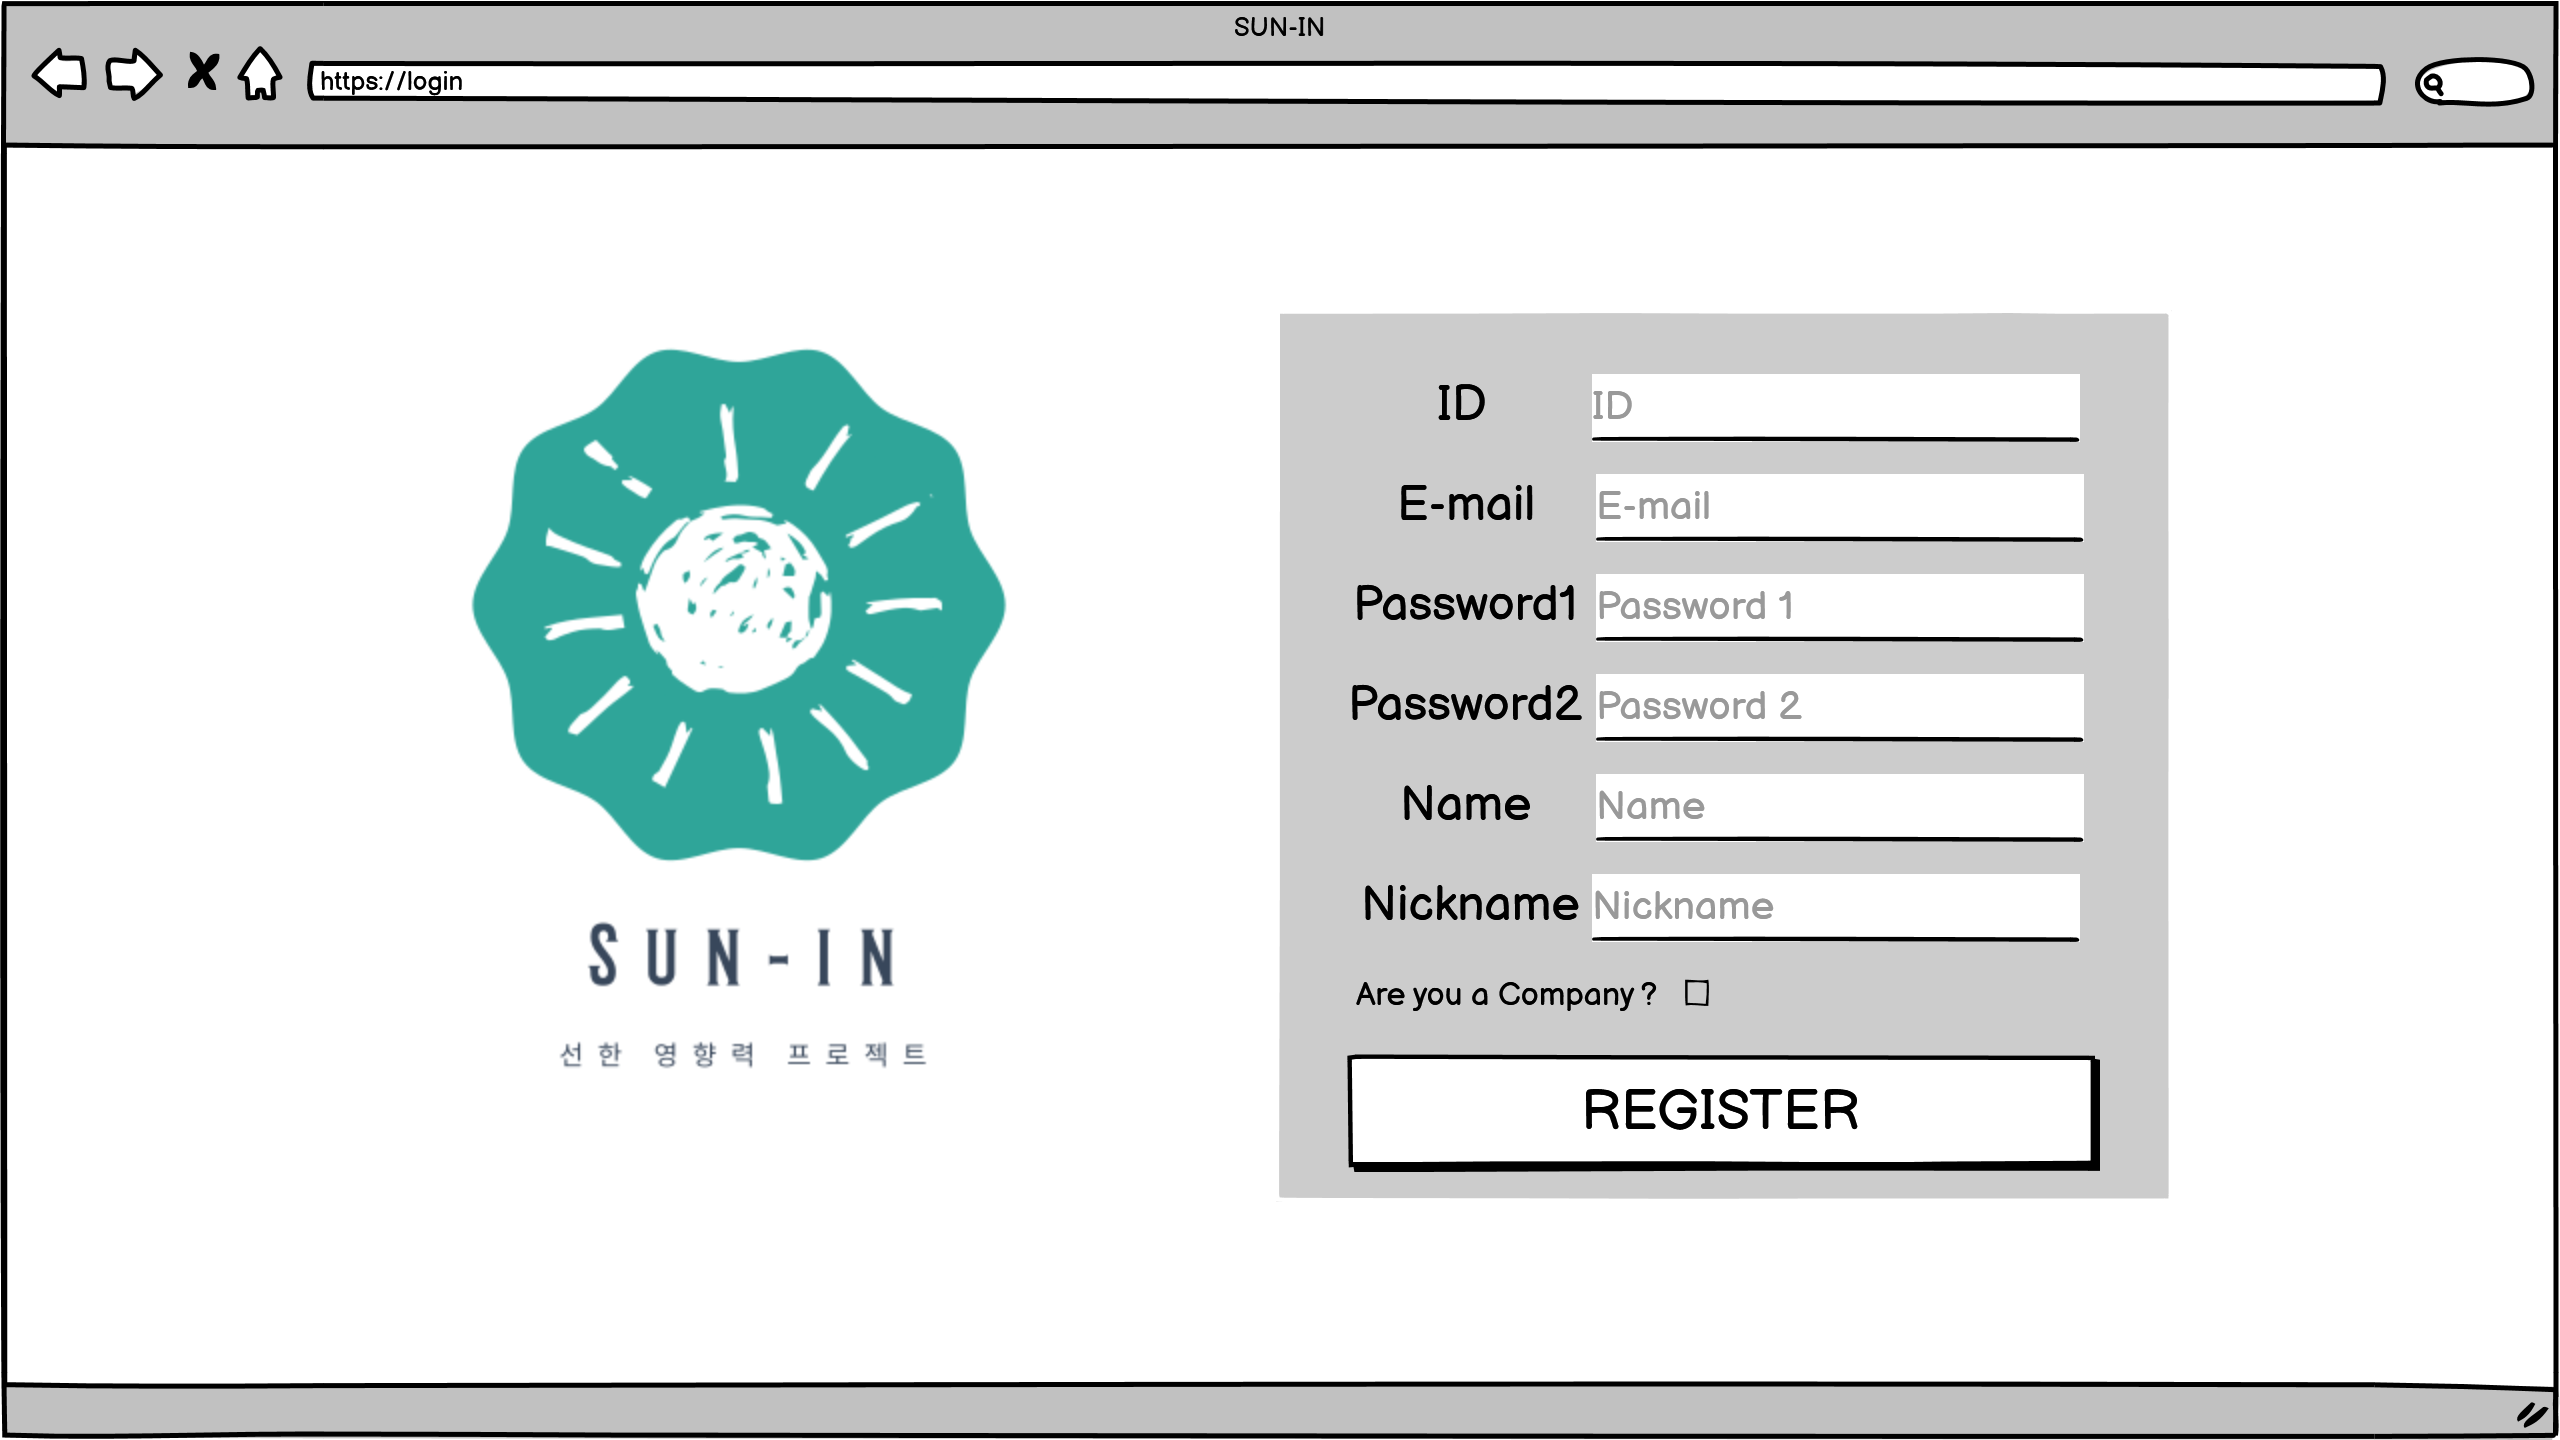 SUN-IN
https://login
SUN-IN
선한 영향력 프로젝트
ID ID
E-mail E-mail
Password1 Password 1
Password2 Password 2
Name Name
Nickname Nickname
Are you a Company ?
REGISTER